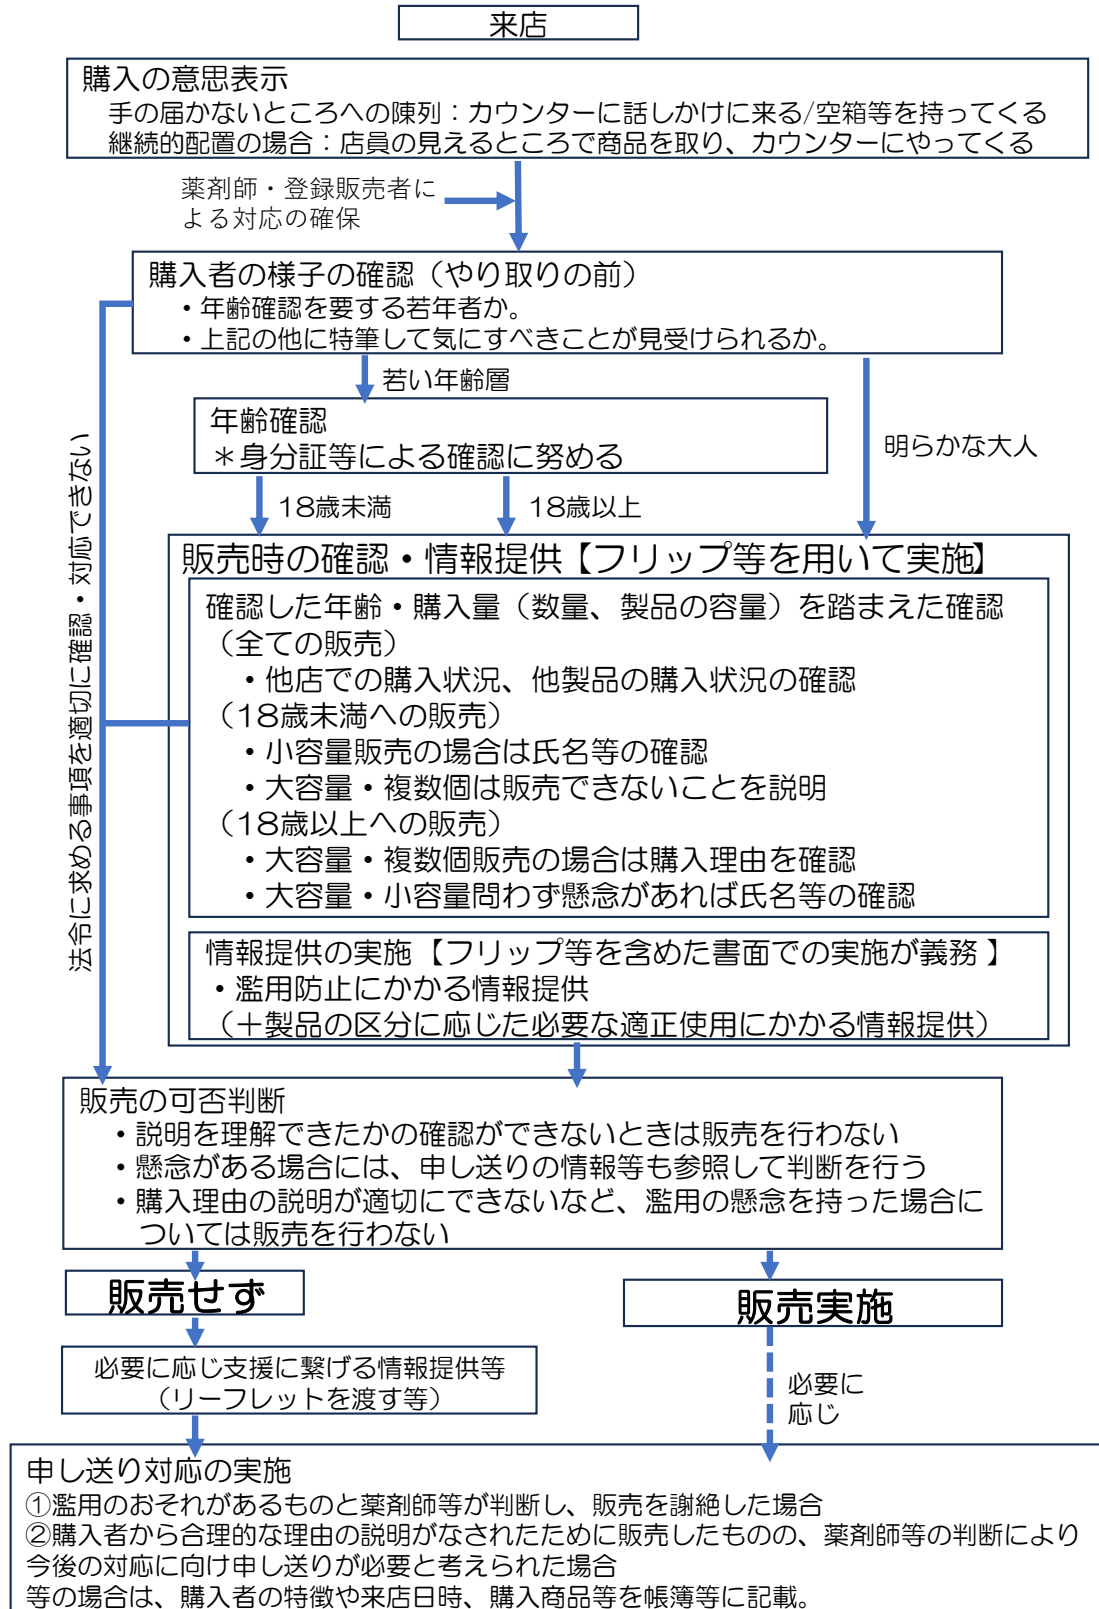 来店
購入の意思表示
手の届かないところへの陳列：カウンターに話しかけに来る/空箱等を持ってくる
継続的配置の場合：店員の見えるところで商品を取り、カウンターにやってくる
薬剤師・登録販売者に
よる対応の確保
購入者の様子の確認（やり取りの前）
・年齢確認を要する若年者か。
・上記の他に特筆して気にすべきことが見受けられるか。
若い年齢層
年齢確認
＊身分証等による確認に努める
明らかな大人
18歳未満
18歳以上
法令に求める事項を適切に確認・対応できない
販売時の確認・情報提供【フリップ等を用いて実施】
確認した年齢・購入量（数量、製品の容量）を踏まえた確認
（全ての販売）
・他店での購入状況、他製品の購入状況の確認
（18歳未満への販売）
・小容量販売の場合は氏名等の確認
・大容量・複数個は販売できないことを説明
（18歳以上への販売）
・大容量・複数個販売の場合は購入理由を確認
・大容量・小容量問わず懸念があれば氏名等の確認
情報提供の実施【フリップ等を含めた書面での実施が義務 】
・濫用防止にかかる情報提供
（＋製品の区分に応じた必要な適正使用にかかる情報提供）
販売の可否判断
・説明を理解できたかの確認ができないときは販売を行わない
・懸念がある場合には、申し送りの情報等も参照して判断を行う
・購入理由の説明が適切にできないなど、濫用の懸念を持った場合に
ついては販売を行わない
販売せず
販売実施
必要に応じ支援に繋げる情報提供等
（リーフレットを渡す等）
必要に
応じ
申し送り対応の実施
①濫用のおそれがあるものと薬剤師等が判断し、販売を謝絶した場合
②購入者から合理的な理由の説明がなされたために販売したものの、薬剤師等の判断により
今後の対応に向け申し送りが必要と考えられた場合
等の場合は、購入者の特徴や来店日時、購入商品等を帳簿等に記載。